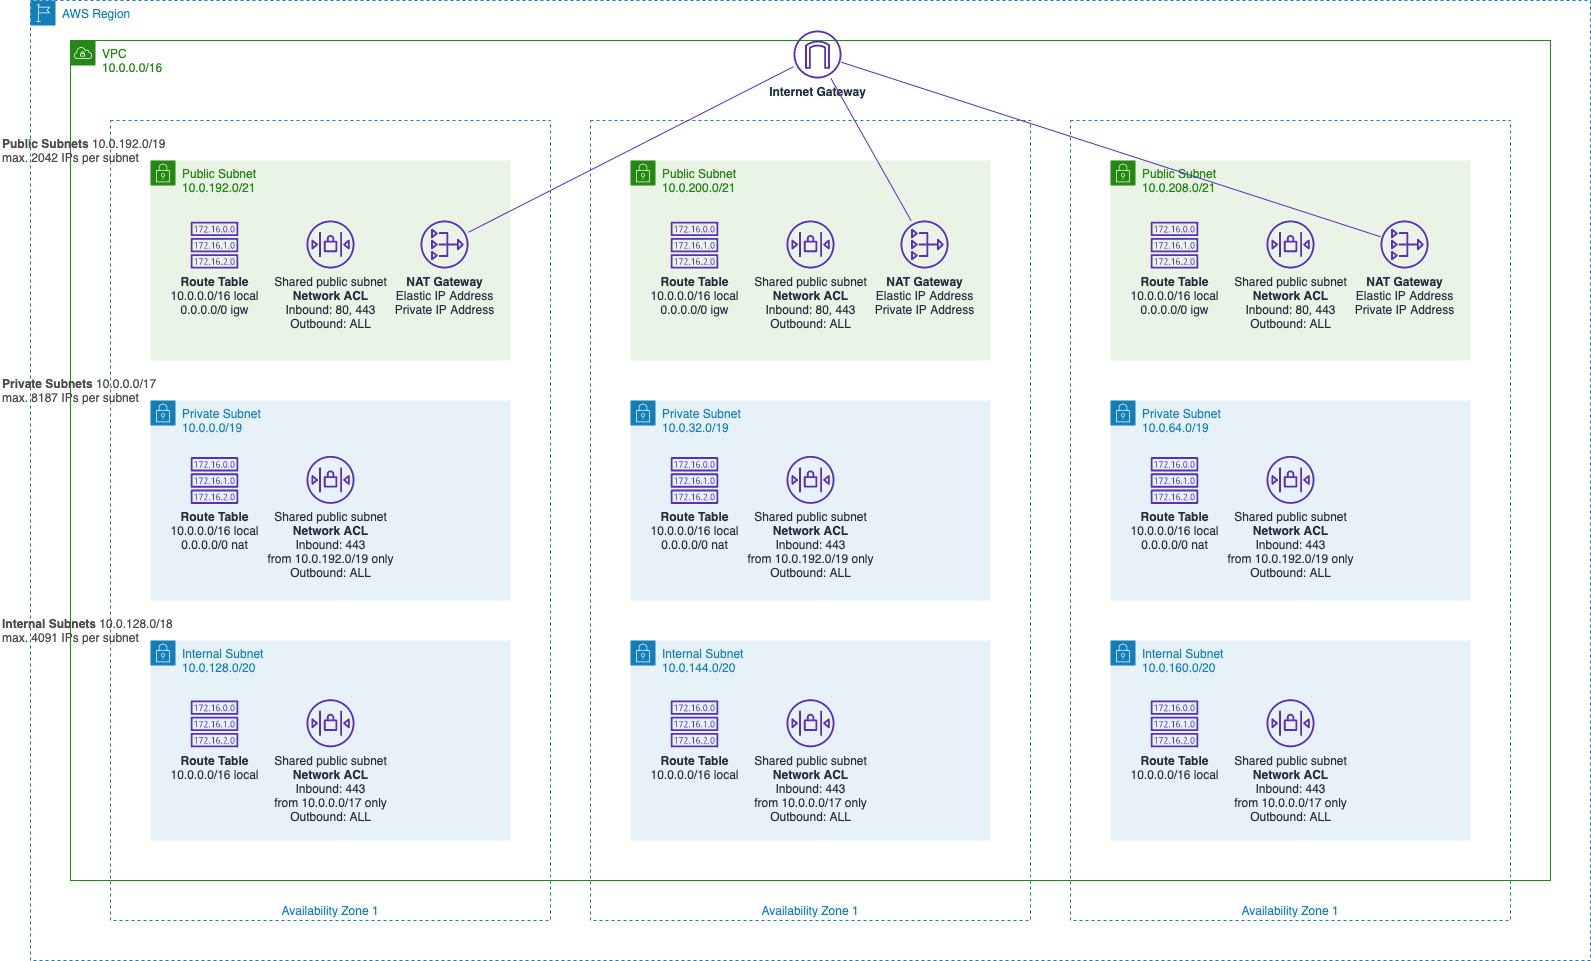 AWS Region
VPC
10.0.0.0/16
Internet Gateway
Public Subnets 10.0.192.0/19
max. 2042 IPs per subnet
Public Subnet
10.0.192.0/21
172.16.0.0
172.16.1.0
172.16.2.0
Route Table
10.0.0.0/16 local
0.0.0.0/0 igw
Shared public subnet
Network ACL
Inbound: 80, 443
Outbound: ALL
NAT Gateway
Elastic IP Address
Private IP Address
Public Subnet
10.0.200.0/21
172.16.0.0
172.16.1.0
172.16.2.0
Route Table
10.0.0.0/16 local
0.0.0.0/0 igw
Shared public subnet
Network ACL
Inbound: 80, 443
Outbound: ALL
NAT Gateway
Elastic IP Address
Private IP Address
Public Subnet
10.0.208.0/21
172.16.0.0
172.16.1.0
172.16.2.0
Route Table
10.0.0.0/16 local
0.0.0.0/0 igw
Shared public subnet
Network ACL
Inbound: 80, 443
Outbound: ALL
NAT Gateway
Elastic IP Address
Private IP Address
Private Subnets 10.0.0.0/17
max. 8187 IPs per subnet
Private Subnet
10.0.0.0/19
172.16.0.0
172.16.1.0
172.16.2.0
Route Table
10.0.0.0/16 local
0.0.0.0/0 nat
Shared public subnet
Network ACL
Inbound: 443
from 10.0.192.0/19 only
Outbound: ALL
Private Subnet
10.0.32.0/19
172.16.0.0
172.16.1.0
172.16.2.0
Route Table
10.0.0.0/16 local
0.0.0.0/0 nat
Shared public subnet
Network ACL
Inbound: 443
from 10.0.192.0/19 only
Outbound: ALL
Private Subnet
10.0.64.0/19
172.16.0.0
172.16.1.0
172.16.2.0
Route Table
10.0.0.0/16 local
0.0.0.0/0 nat
Shared public subnet
Network ACL
Inbound: 443
from 10.0.192.0/19 only
Outbound: ALL
Internal Subnets 10.0.128.0/18
max. 4091 IPs per subnet
Internal Subnet
10.0.128.0/20
172.16.0.0
172.16.1.0
172.16.2.0
Route Table
10.0.0.0/16 local
Shared public subnet
Network ACL
Inbound: 443
from 10.0.0.0/17 only
Outbound: ALL
Internal Subnet
10.0.144.0/20
172.16.0.0
172.16.1.0
172.16.2.0
Route Table
10.0.0.0/16 local
Shared public subnet
Network ACL
Inbound: 443
from 10.0.0.0/17 only
Outbound: ALL
Internal Subnet
10.0.160.0/20
172.16.0.0
172.16.1.0
172.16.2.0
Route Table
10.0.0.0/16 local
Shared public subnet
Network ACL
Inbound: 443
from 10.0.0.0/17 only
Outbound: ALL
Availability Zone 1
Availability Zone 1
Availability Zone 1